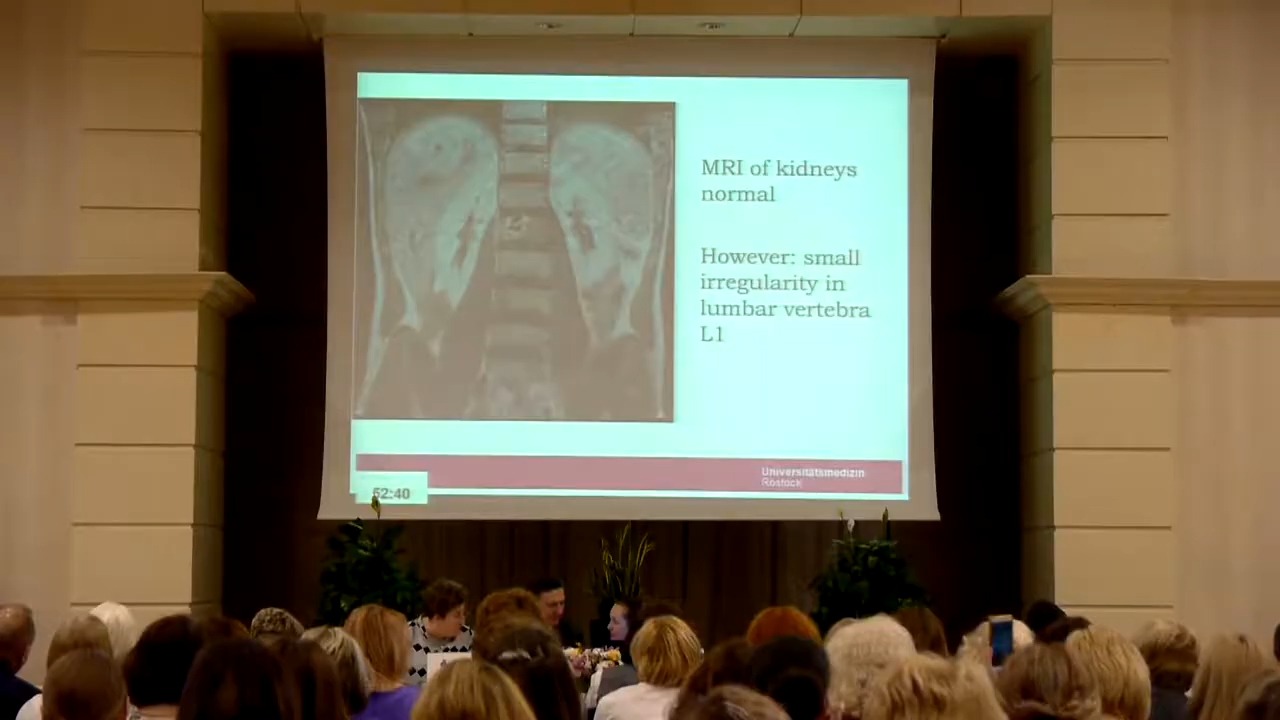 MRI of kidneys
normal
However: small
irregularity in
lumbar vertebra
L1
Universitätsmedizin
Rostock
52:40